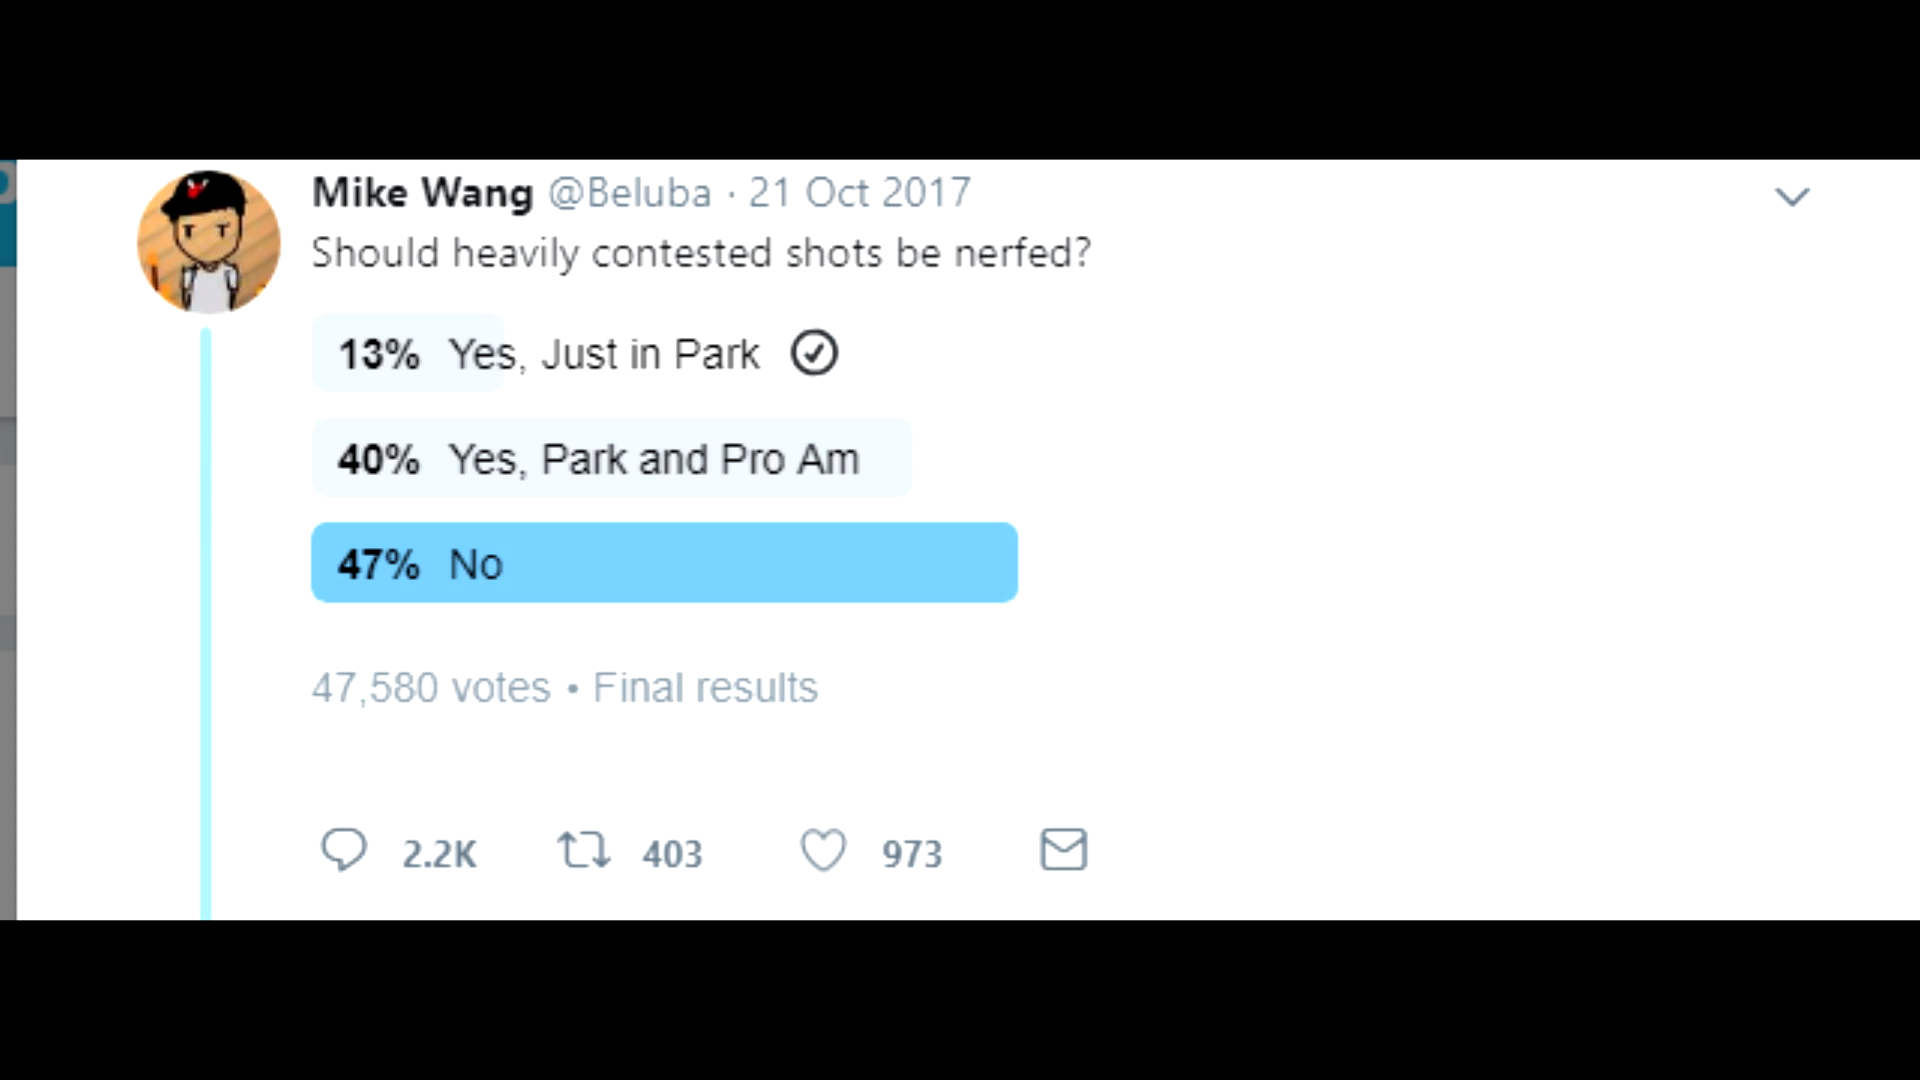 Mike Wang @Beluba · 21 Oct 2017
Should heavily contested shots be nerfed?
13% Yes, Just in Park
40% Yes, Park and Pro Am
47% No
47,580 votes • Final results
2.2K 403 973